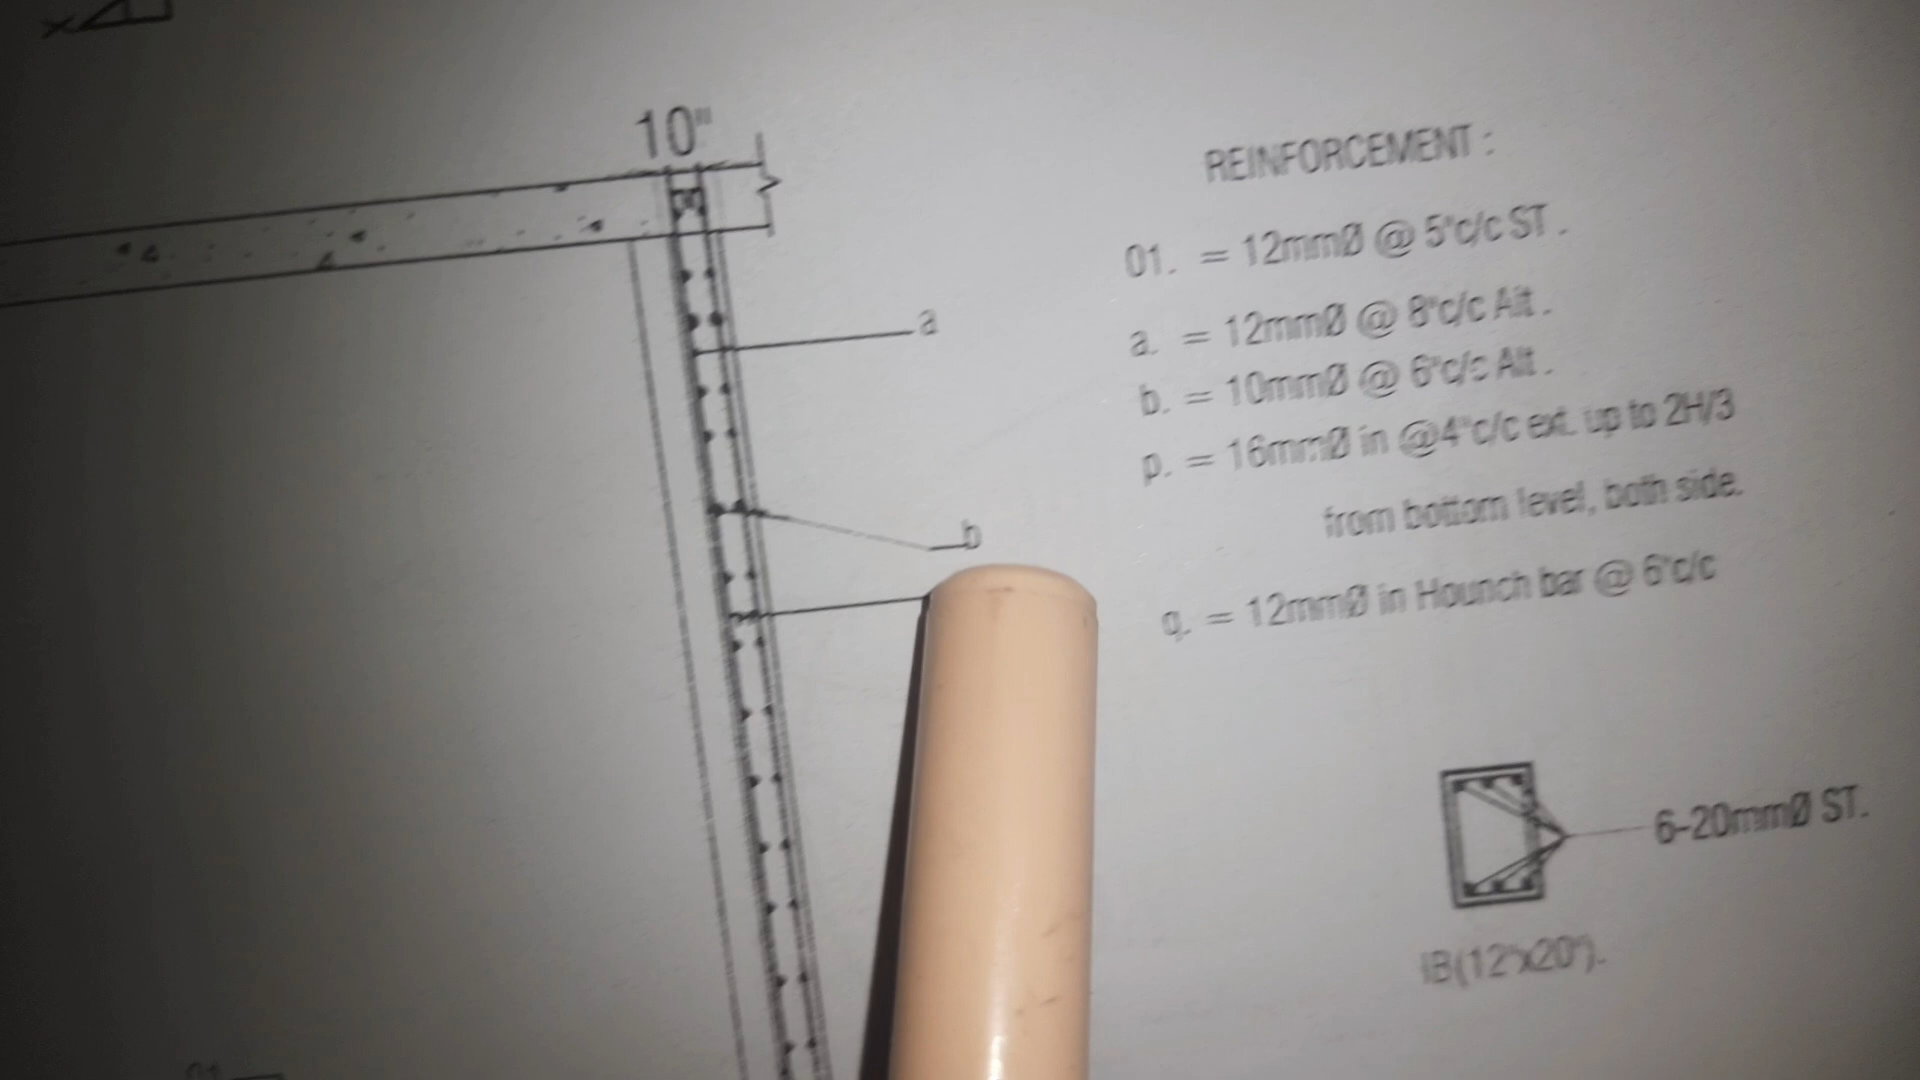 10"
REINFORCEMENT :
01. = 12mmØ @ 5"c/c ST .
a
a. = 12mmØ @ 8"c/c Alt .
b. = 10mmØ @ 6"c/c Alt .
p. = 16mmØ in @4"c/c ext. up to 2H/3
from bottom level, both side.
b
q. = 12mmØ in Hounch bar @ 6"c/c
6-20mmØ ST.
IB(12"x20").
01